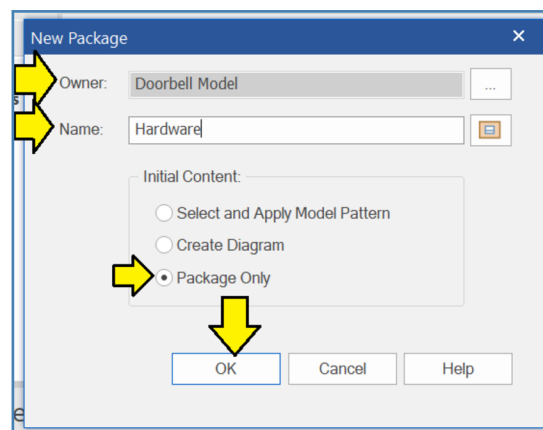 New Package
Owner: Doorbell Model ...
Name: Hardware
Initial Content:
Select and Apply Model Pattern
Create Diagram
Package Only
OK Cancel Help
s
e